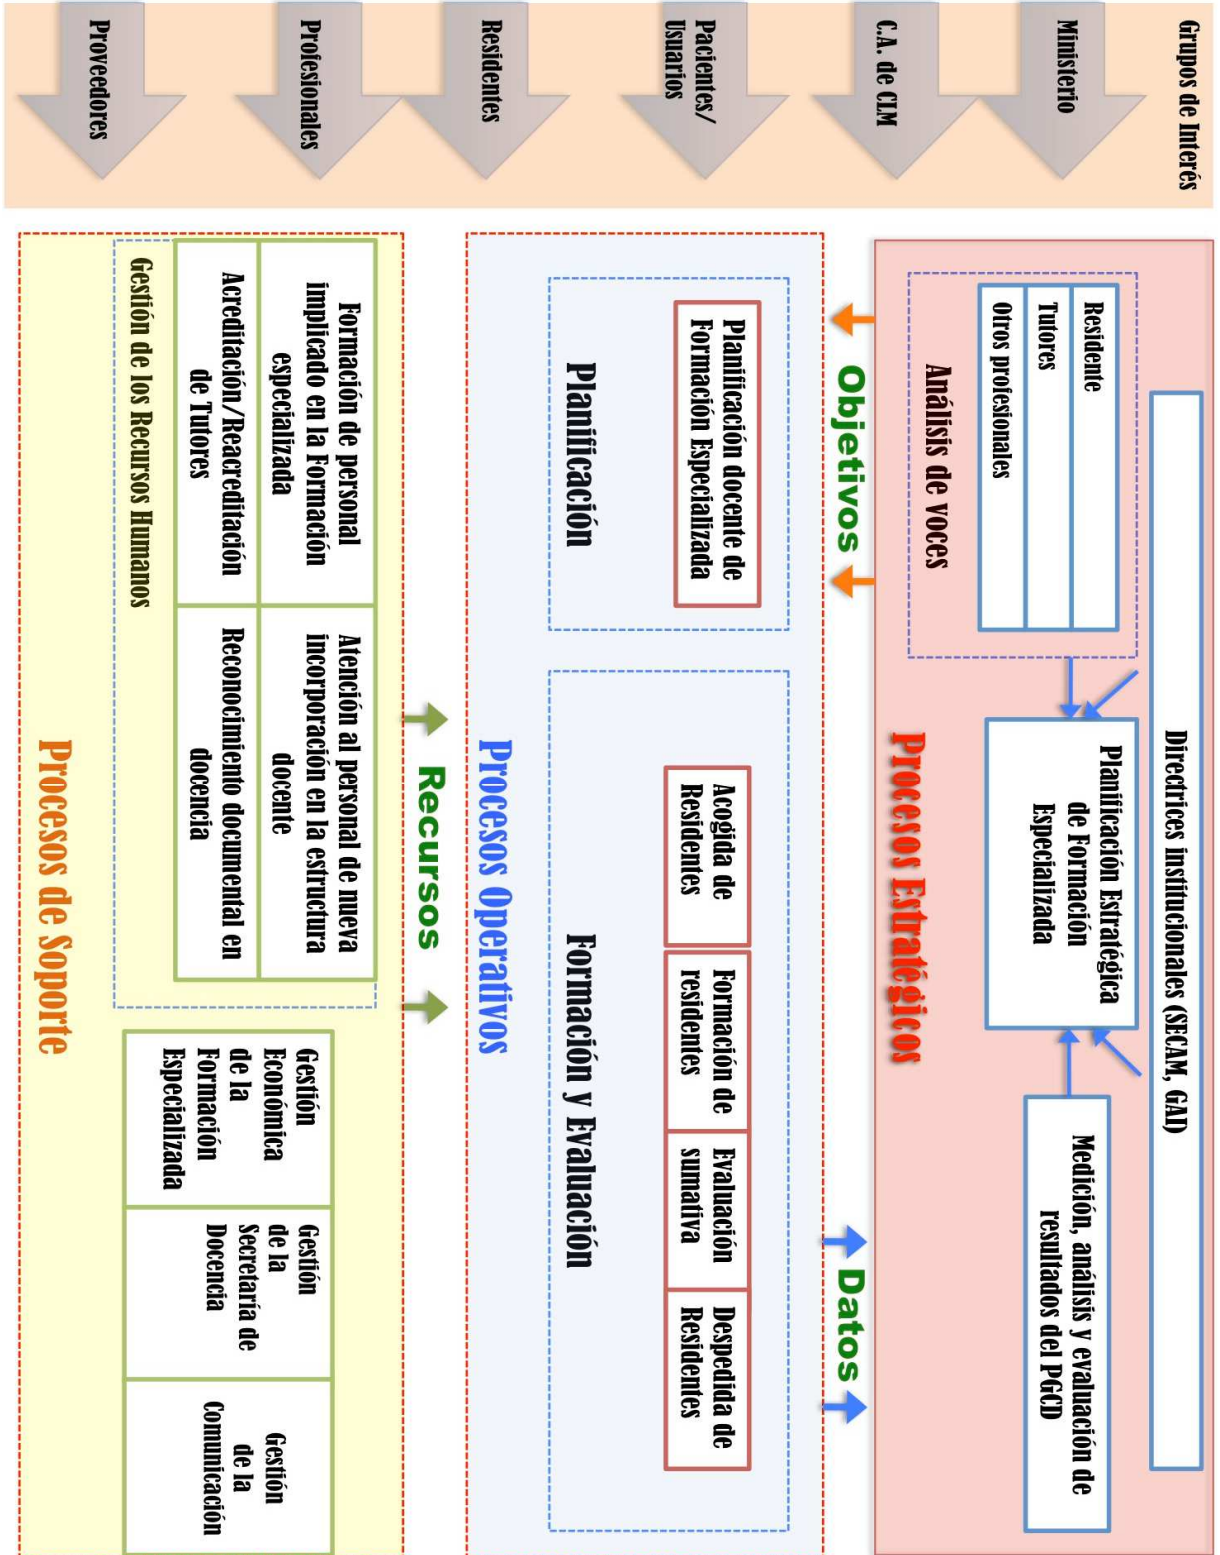 Grupos de Interés
Ministerio
C.A. de CLM
Pacientes/
Usuarios
Residentes
Profesionales
Proveedores
Directrices institucionales (SECAM, GAI)
Residente
Tutores
Otros profesionales
Análisis de voces
Planificación Estratégica
de Formación
Especializada
Medición, análisis y evaluación de
resultados del PGCD
Procesos Estratégicos
Objetivos
Datos
Planificación docente de
Formación Especializada
Planificación
Acogida de
Residentes
Formación de
residentes
Evaluación
sumativa
Despedida de
Residentes
Formación y Evaluación
Procesos Operativos
Recursos
Formación de personal
implicado en la Formación
especializada
Atención al personal de nueva
incorporación en la estructura
docente
Acreditación/Reacreditación
de Tutores
Reconocimiento documental en
docencia
Gestión de los Recursos Humanos
Gestión
Económica
de la
Formación
Especializada
Gestión
de la
Secretaría de
Docencia
Gestión
de la
Comunicación
Procesos de Soporte